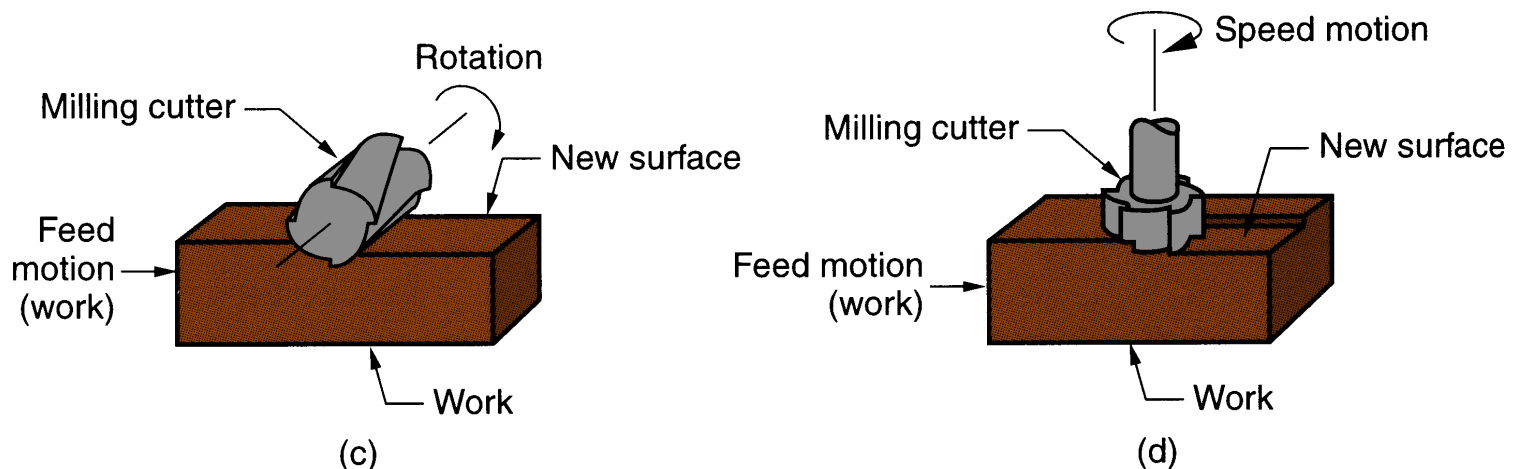 Rotation
Milling cutter
New surface
Feed
motion
(work)
Work
(c)
Speed motion
Milling cutter
New surface
Feed motion
(work)
Work
(d)